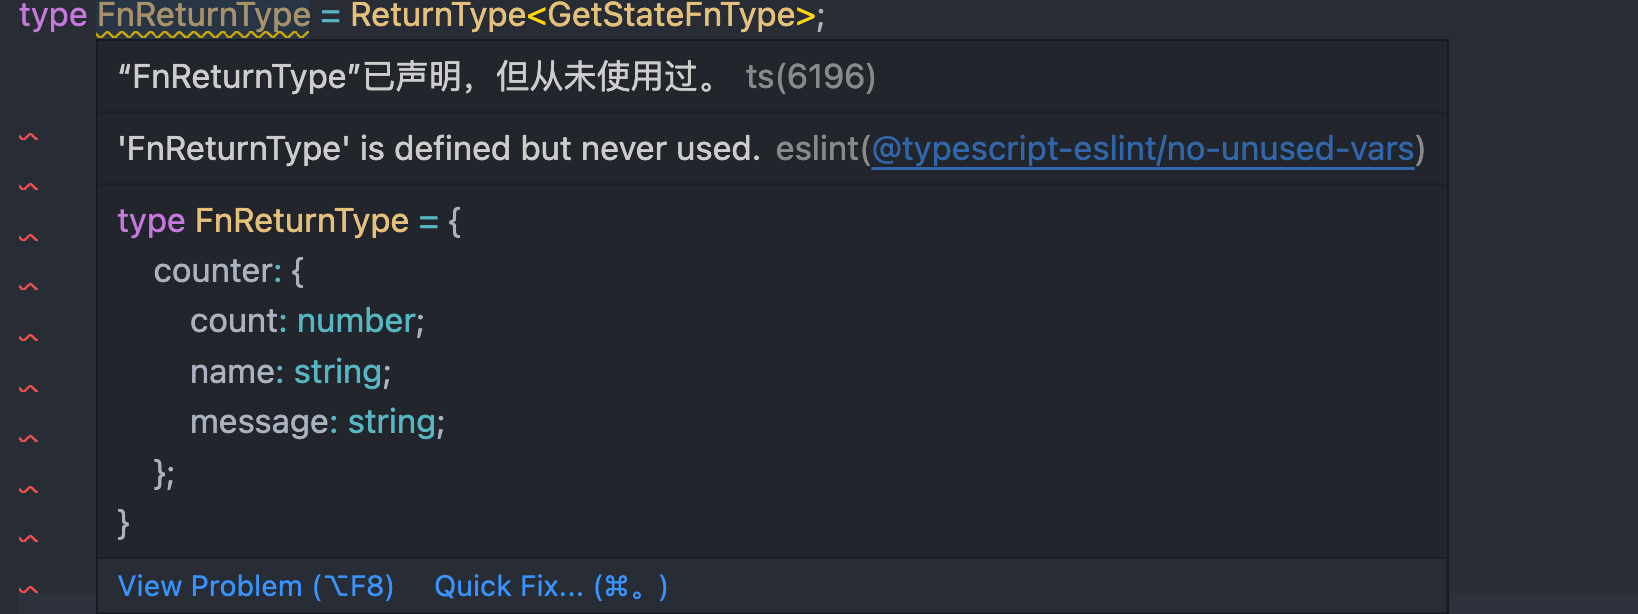 type FnReturnType = ReturnType<GetStateFnType>;
“FnReturnType”已声明，但从未使用过。 ts(6196)
'FnReturnType' is defined but never used. eslint(@typescript-eslint/no-unused-vars)
type FnReturnType = {
counter: {
count: number;
name: string;
message: string;
};
}
View Problem (⌥F8) Quick Fix... (⌘。)